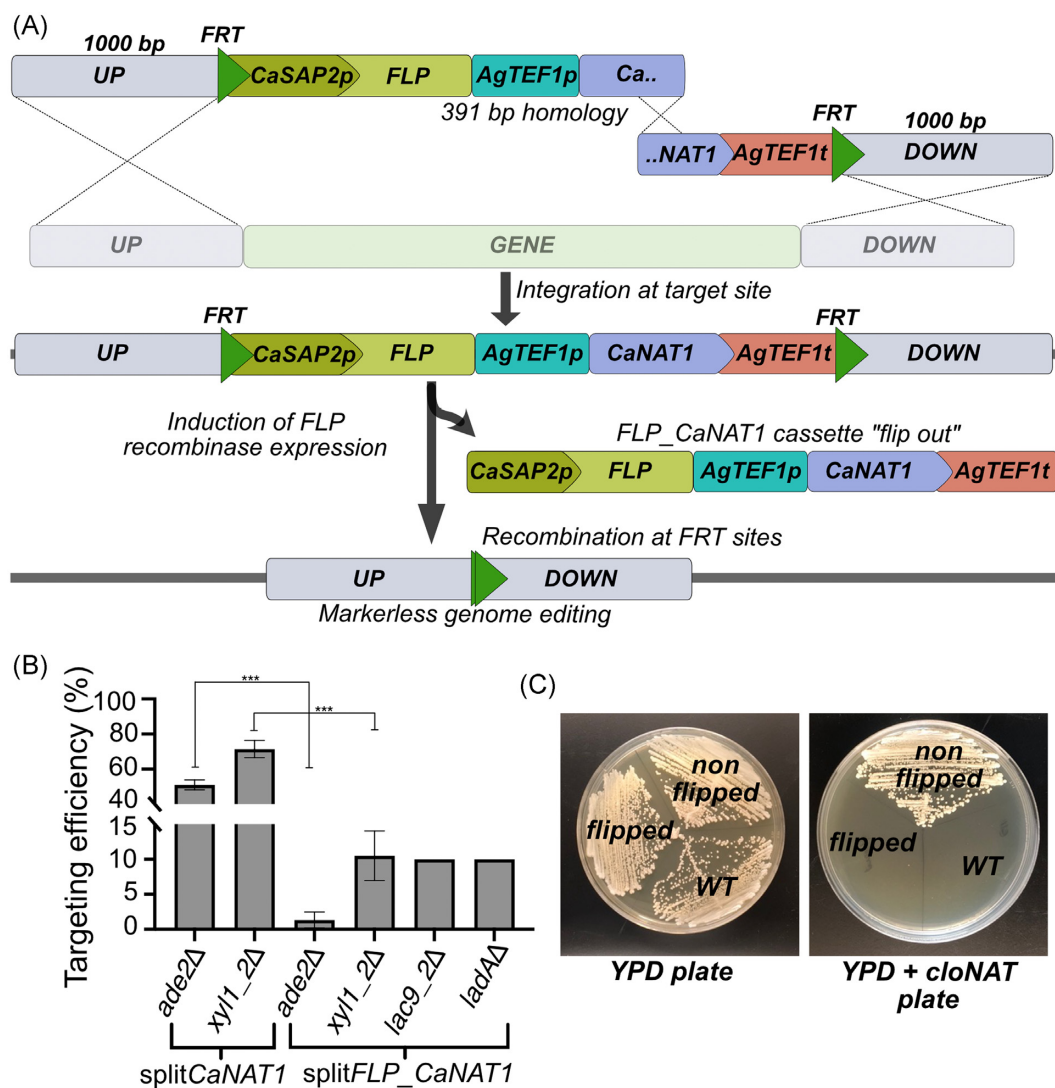 (A)
1000 bp
FRT
UP
CaSAP2p
FLP
AgTEF1p
Ca..
391 bp homology
FRT
1000 bp
..NAT1
AgTEF1t
DOWN
UP
GENE
DOWN
Integration at target site
FRT
FRT
UP
CaSAP2p
FLP
AgTEF1p
CaNAT1
AgTEF1t
DOWN
Induction of FLP
recombinase expression
FLP_CaNAT1 cassette "flip out"
CaSAP2p
FLP
AgTEF1p
CaNAT1
AgTEF1t
Recombination at FRT sites
UP
DOWN
Markerless genome editing
(B)
Targeting efficiency (%)
100
80
60
40
15
10
5
0
***
***
ade2Δ
xyl1_2Δ
ade2Δ
xyl1_2Δ
lac9_2Δ
ladAΔ
splitCaNAT1
splitFLP_CaNAT1
(C)
non
flipped
flipped
WT
YPD plate
non
flipped
flipped
WT
YPD + cloNAT
plate